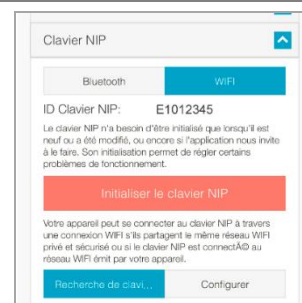 Clavier NIP
Bluetooth
WIFI
ID Clavier NIP: E1012345
Le clavier NIP n'a besoin d'être initialisé que lorsqu'il est
neuf ou a été modifié, ou encore si l'application nous invite
à le faire. Son initialisation permet de régler certains
problèmes de fonctionnement.
Initialiser le clavier NIP
Votre appareil peut se connecter au clavier NIP à travers
une connexion WIFI s'ils partagent le même réseau WIFI
privé et sécurisé ou si le clavier NIP est connectÃ© au
réseau WIFI émit par votre appareil.
Recherche de clavi...
Configurer